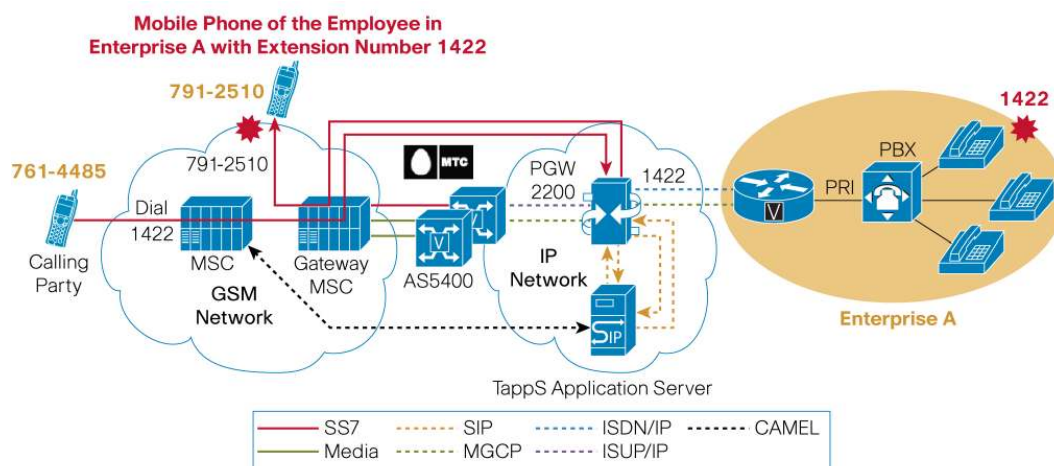 Mobile Phone of the Employee in
Enterprise A with Extension Number 1422
791-2510
1422
761-4485
791-2510
MTC
PGW
2200
1422
PBX
PRI
Dial
1422
V
V
V
Calling
Party
MSC
Gateway
MSC
AS5400
IP
Network
GSM
Network
SIP
Enterprise A
TappS Application Server
SS7
SIP
ISDN/IP
CAMEL
Media
MGCP
ISUP/IP